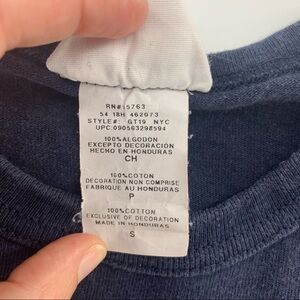 RN#15763
54 18H 462073
STYLE#: GT19 NYC
UPC:090563298594
100%ALGODON
EXCEPTO DECORACIÓN
HECHO EN HONDURAS
CH
100%COTON
DECORATION NON COMPRISE
FABRIQUE AU HONDURAS
P
100%COTTON
EXCLUSIVE OF DECORATION
MADE IN HONDURAS
S